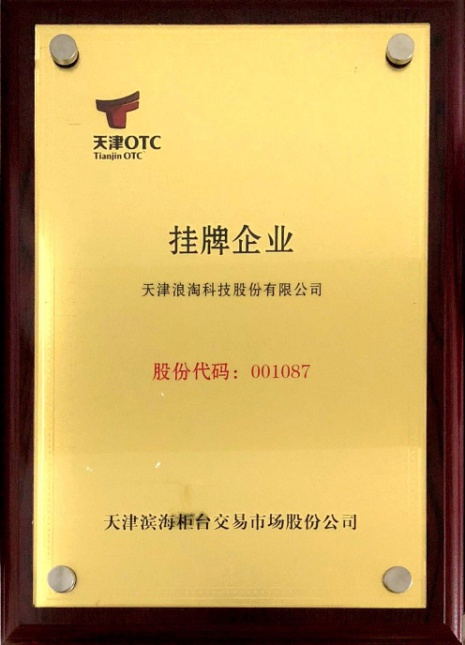 天津OTC
Tianjin OTC
挂牌企业
天津浪淘科技股份有限公司
股份代码：001087
天津滨海柜台交易市场股份公司